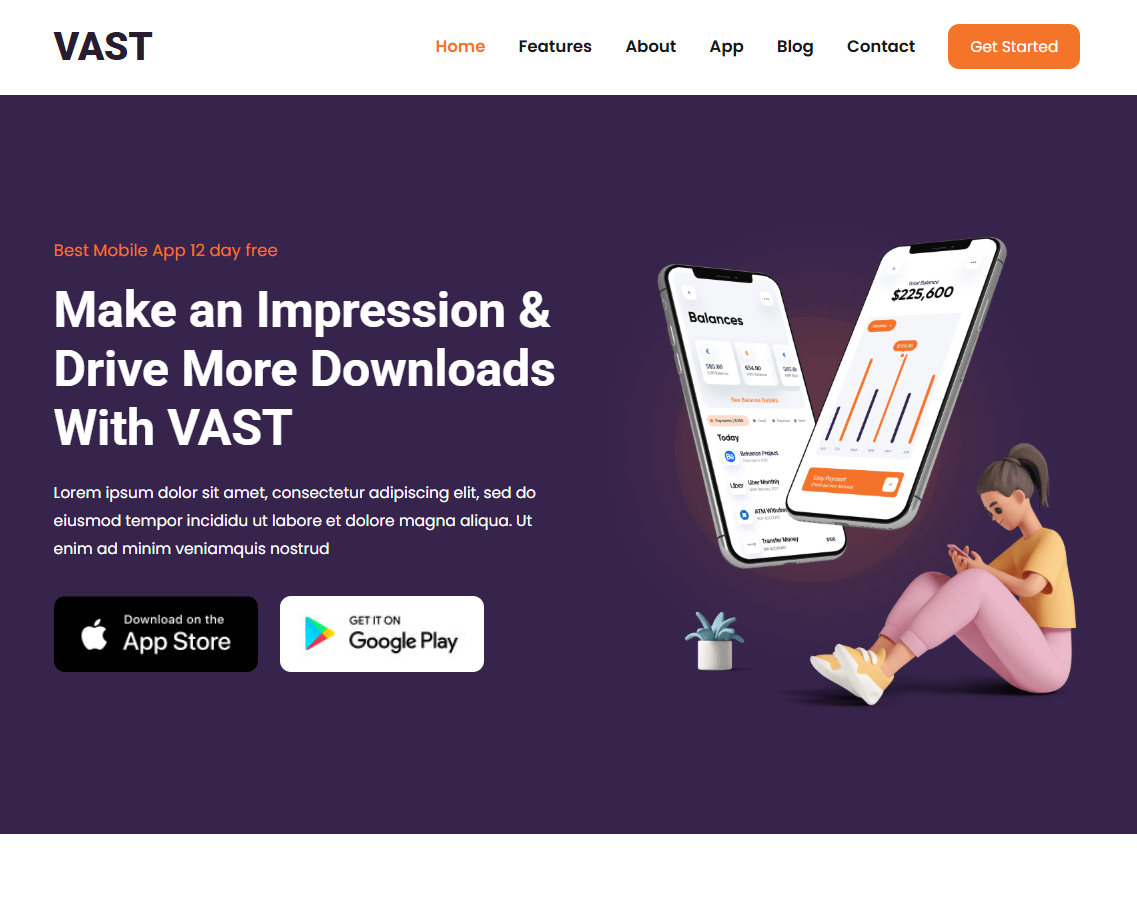 VAST
Home Features About App Blog Contact Get Started
Best Mobile App 12 day free
Make an Impression &
Drive More Downloads
With VAST
Lorem ipsum dolor sit amet, consectetur adipiscing elit, sed do
eiusmod tempor incididu ut labore et dolore magna aliqua. Ut
enim ad minim veniamquis nostrud
Download on the
App Store
GET IT ON
Google Play
Balances
See Balance Details
Today
Behance Project
Uber
ATM
Transfer Money
Total Balance
$225,600
Easy Payment